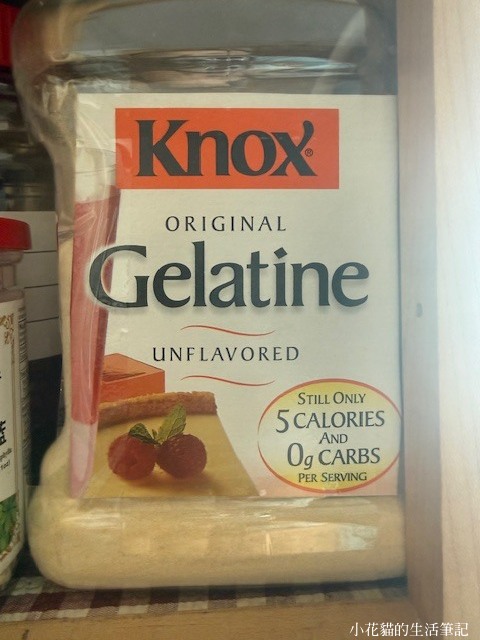 Knox®
ORIGINAL
Gelatine
UNFLAVORED
STILL ONLY
5 CALORIES
AND
0g CARBS
PER SERVING
小花貓的生活筆記